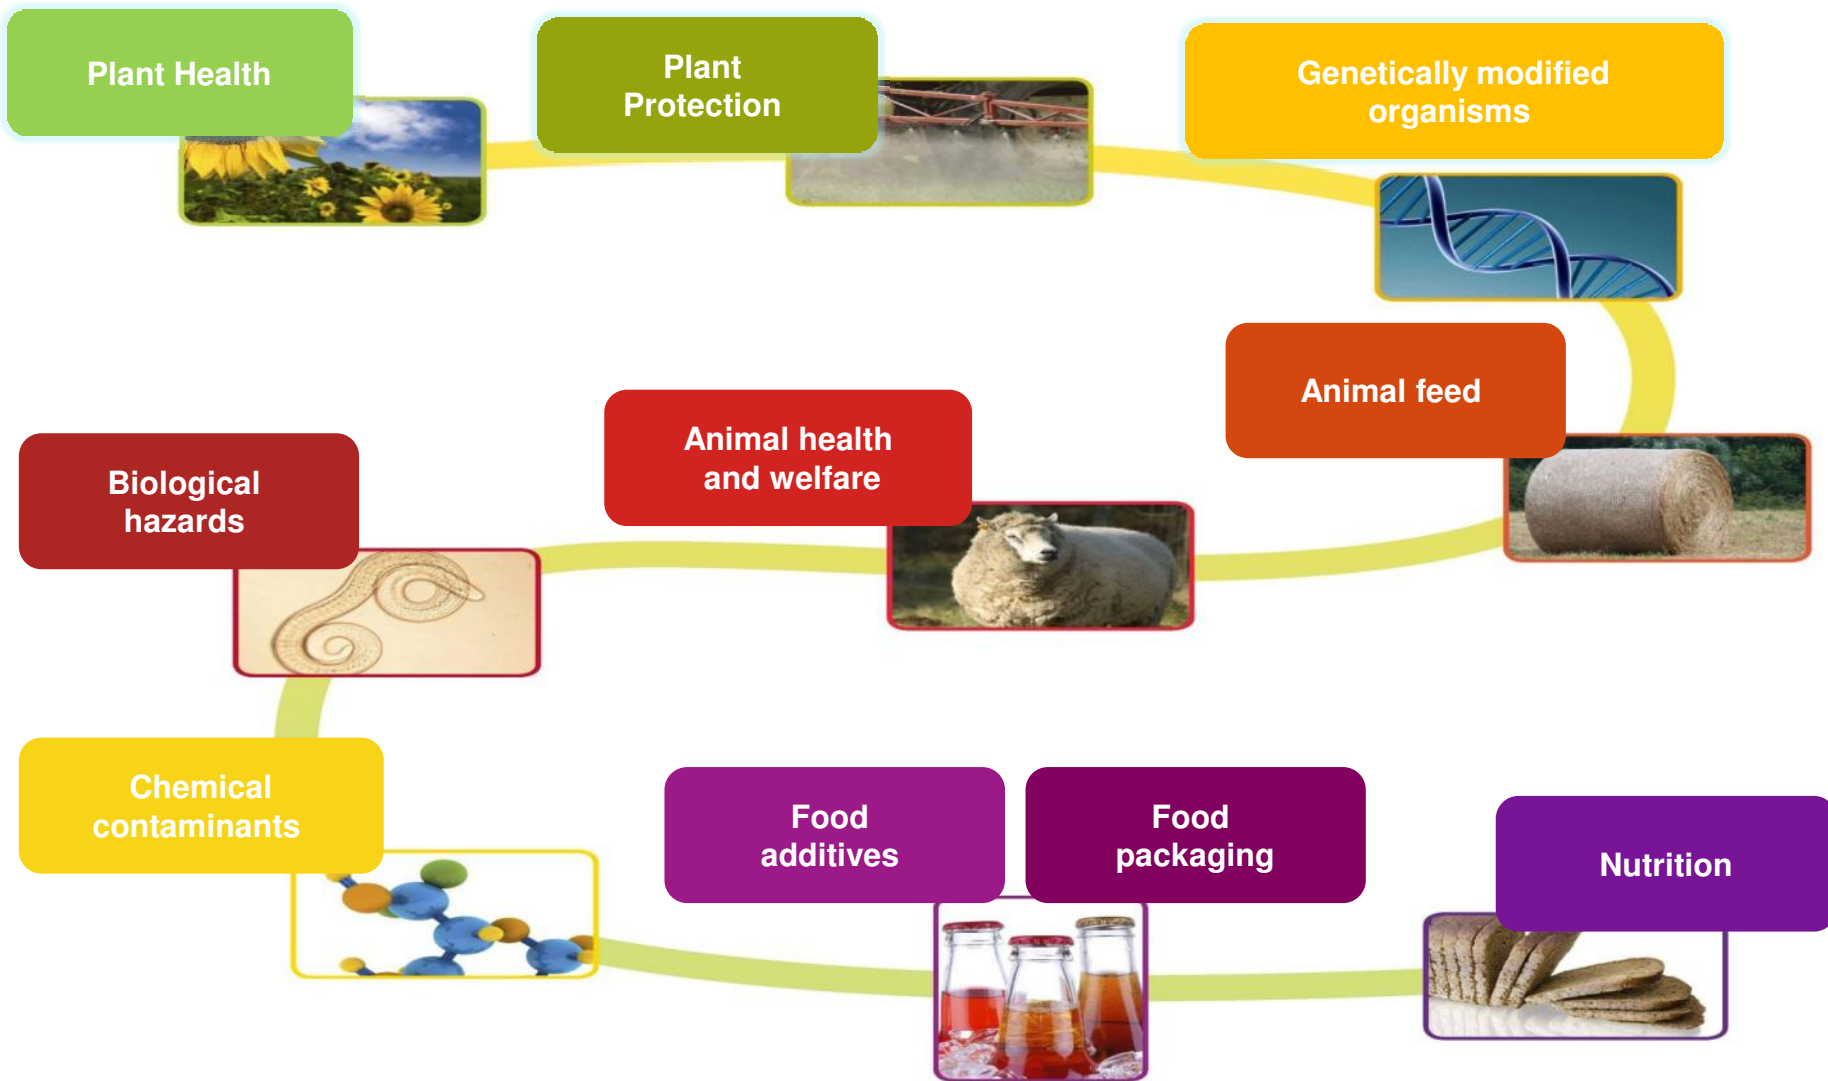 Plant Health
Plant
Protection
Genetically modified
organisms
Animal feed
Animal health
and welfare
Biological
hazards
Chemical
contaminants
Food
additives
Food
packaging
Nutrition